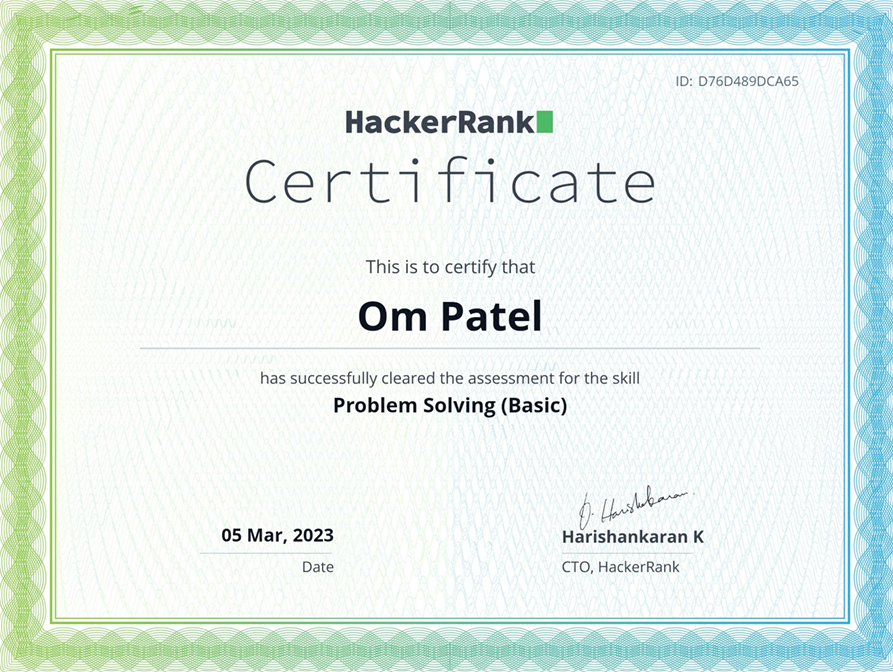 ID: D76D489DCA65
HackerRank
Certificate
This is to certify that
Om Patel
has successfully cleared the assessment for the skill
Problem Solving (Basic)
05 Mar, 2023
Date
Harishankaran K
CTO, HackerRank